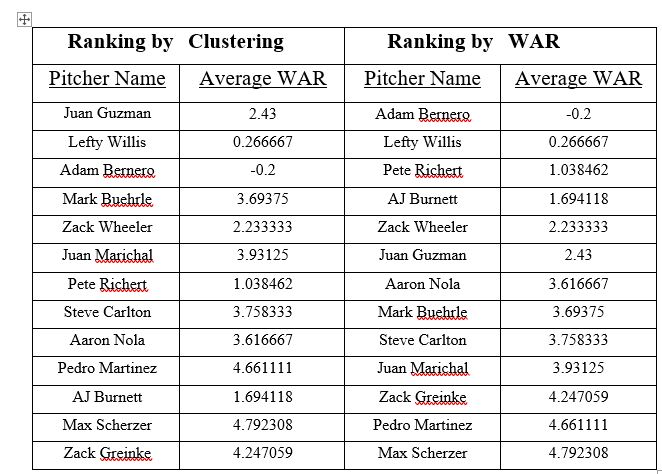 Ranking by Clustering Ranking by WAR
Pitcher Name Average WAR Pitcher Name Average WAR
Juan Guzman 2.43 Adam Bernero -0.2
Lefty Willis 0.266667 Lefty Willis 0.266667
Adam Bernero -0.2 Pete Richert 1.038462
Mark Buehrle 3.69375 AJ Burnett 1.694118
Zack Wheeler 2.233333 Zack Wheeler 2.233333
Juan Marichal 3.93125 Juan Guzman 2.43
Pete Richert 1.038462 Aaron Nola 3.616667
Steve Carlton 3.758333 Mark Buehrle 3.69375
Aaron Nola 3.616667 Steve Carlton 3.758333
Pedro Martinez 4.661111 Juan Marichal 3.93125
AJ Burnett 1.694118 Zack Greinke 4.247059
Max Scherzer 4.792308 Pedro Martinez 4.661111
Zack Greinke 4.247059 Max Scherzer 4.792308